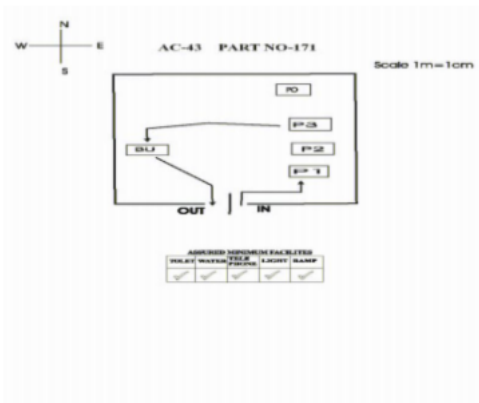 N
W E
S
AC-43 PART NO-171
Scale 1m=1cm
PO
P3
BU
P2
P1
OUT IN
ASSURED MINIMUM FACILITES
TOILET WATER TELE PHONE LIGHT RAMP